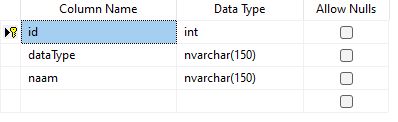 Column Name Data Type Allow Nulls
id int
dataType nvarchar(150)
naam nvarchar(150)